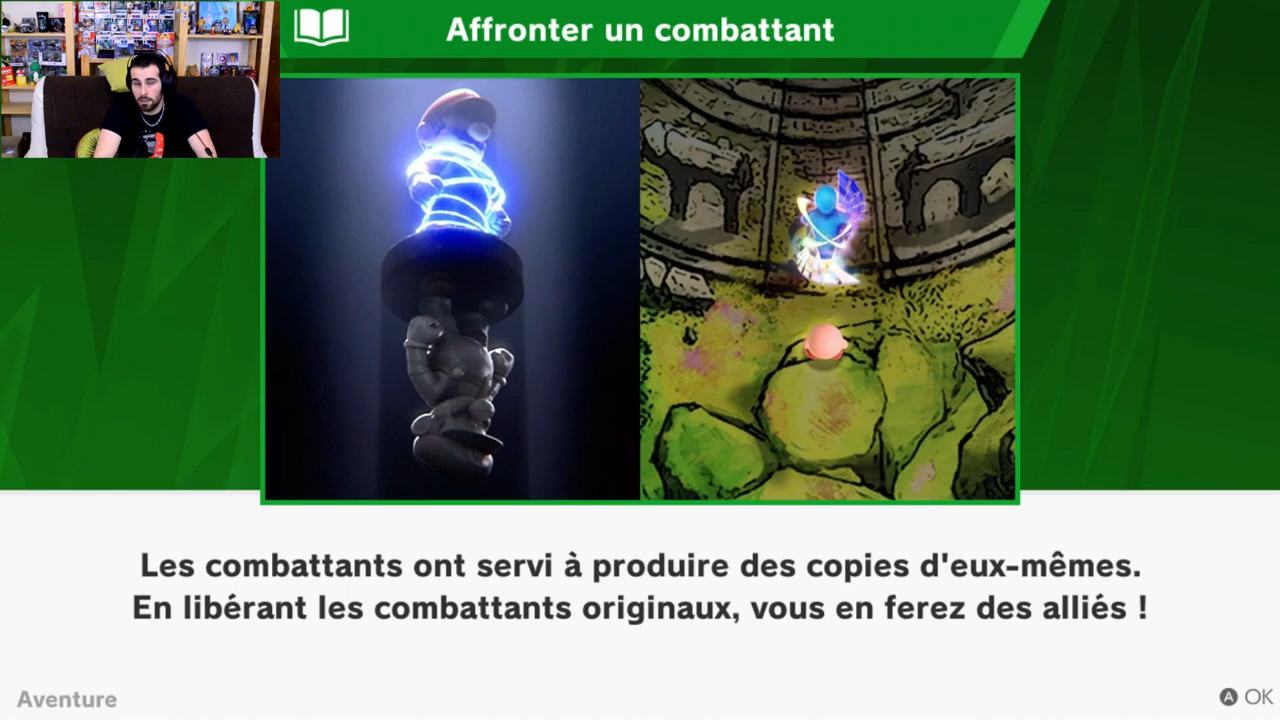 Affronter un combattant
Les combattants ont servi à produire des copies d'eux-mêmes.
En libérant les combattants originaux, vous en ferez des alliés !
Aventure
A OK